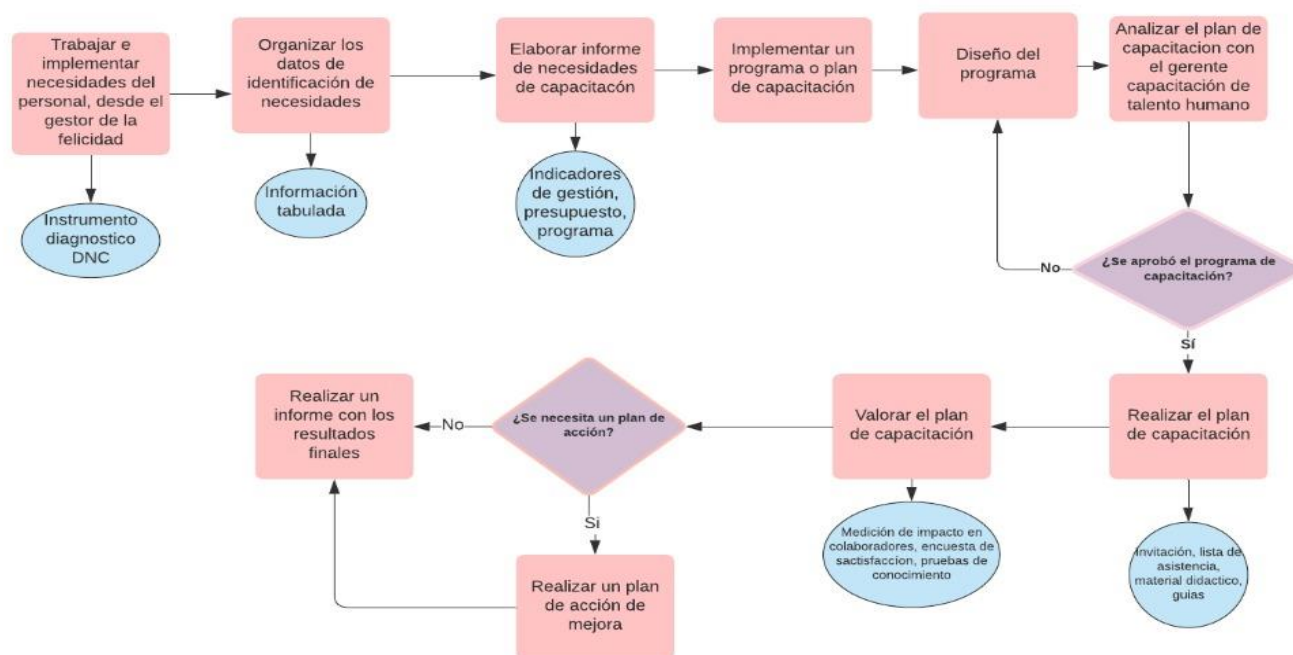 Trabajar e
implementar
necesidades del
personal, desde el
gestor de la
felicidad
Organizar los
datos de
identificación de
necesidades
Elaborar informe
de necesidades
de capacitacón
Implementar un
programa o plan
de capacitación
Diseño del
programa
Analizar el plan de
capacitacion con
el gerente
capacitación de
talento humano
Instrumento
diagnostico
DNC
Información
tabulada
Indicadores
de gestión,
presupuesto,
programa
No
¿Se aprobó el programa de
capacitación?
Sí
Realizar un
informe con los
resultados
finales
No
¿Se necesita un plan de
acción?
Valorar el plan
de capacitación
Realizar el plan
de capacitación
Si
Realizar un plan
de acción de
mejora
Medición de impacto en
colaboradores, encuesta de
sactisfaccion, pruebas de
conocimiento
Invitación, lista de
asistencia,
material didactico,
guias